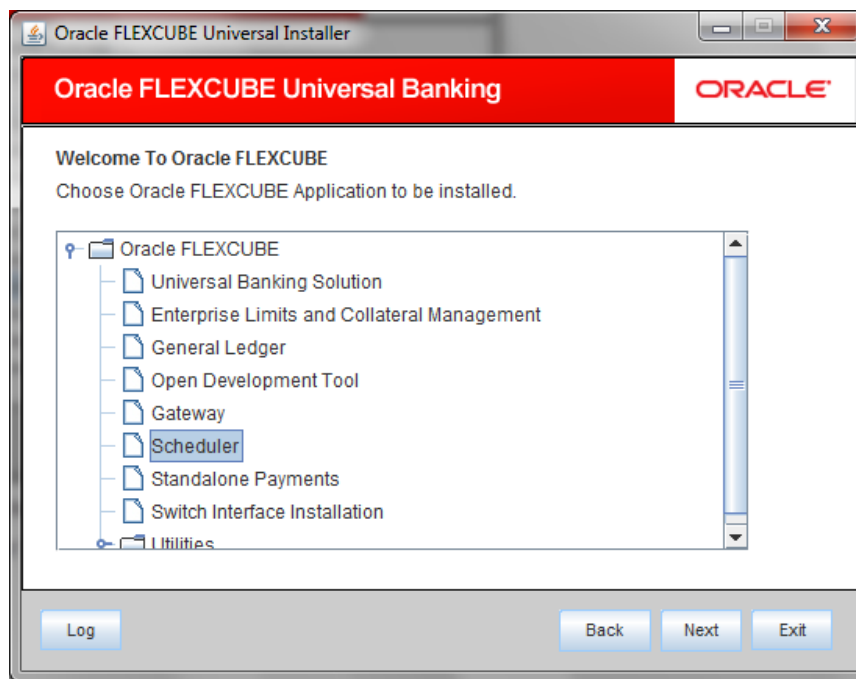 Oracle FLEXCUBE Universal Installer
Oracle FLEXCUBE Universal Banking
ORACLE
Welcome To Oracle FLEXCUBE
Choose Oracle FLEXCUBE Application to be installed.
Oracle FLEXCUBE
Universal Banking Solution
Enterprise Limits and Collateral Management
General Ledger
Open Development Tool
Gateway
Scheduler
Standalone Payments
Switch Interface Installation
Utilities
Log Back Next Exit